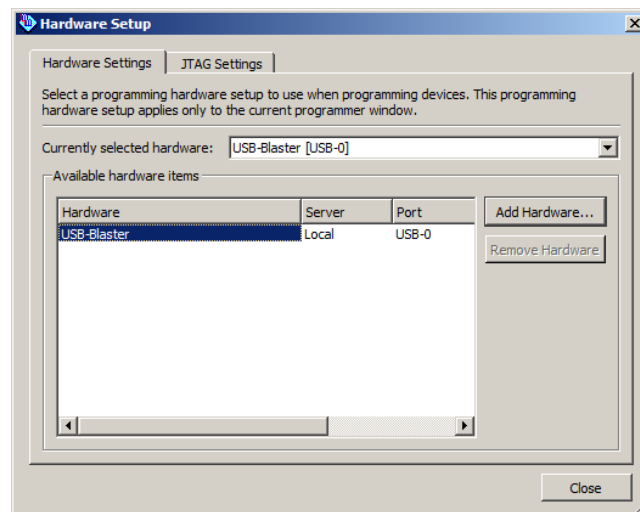 Hardware Setup
Hardware Settings
JTAG Settings
Select a programming hardware setup to use when programming devices. This programming
hardware setup applies only to the current programmer window.
Currently selected hardware: USB-Blaster [USB-0]
Available hardware items
Hardware Server Port
USB-Blaster Local USB-0
Add Hardware...
Remove Hardware
Close